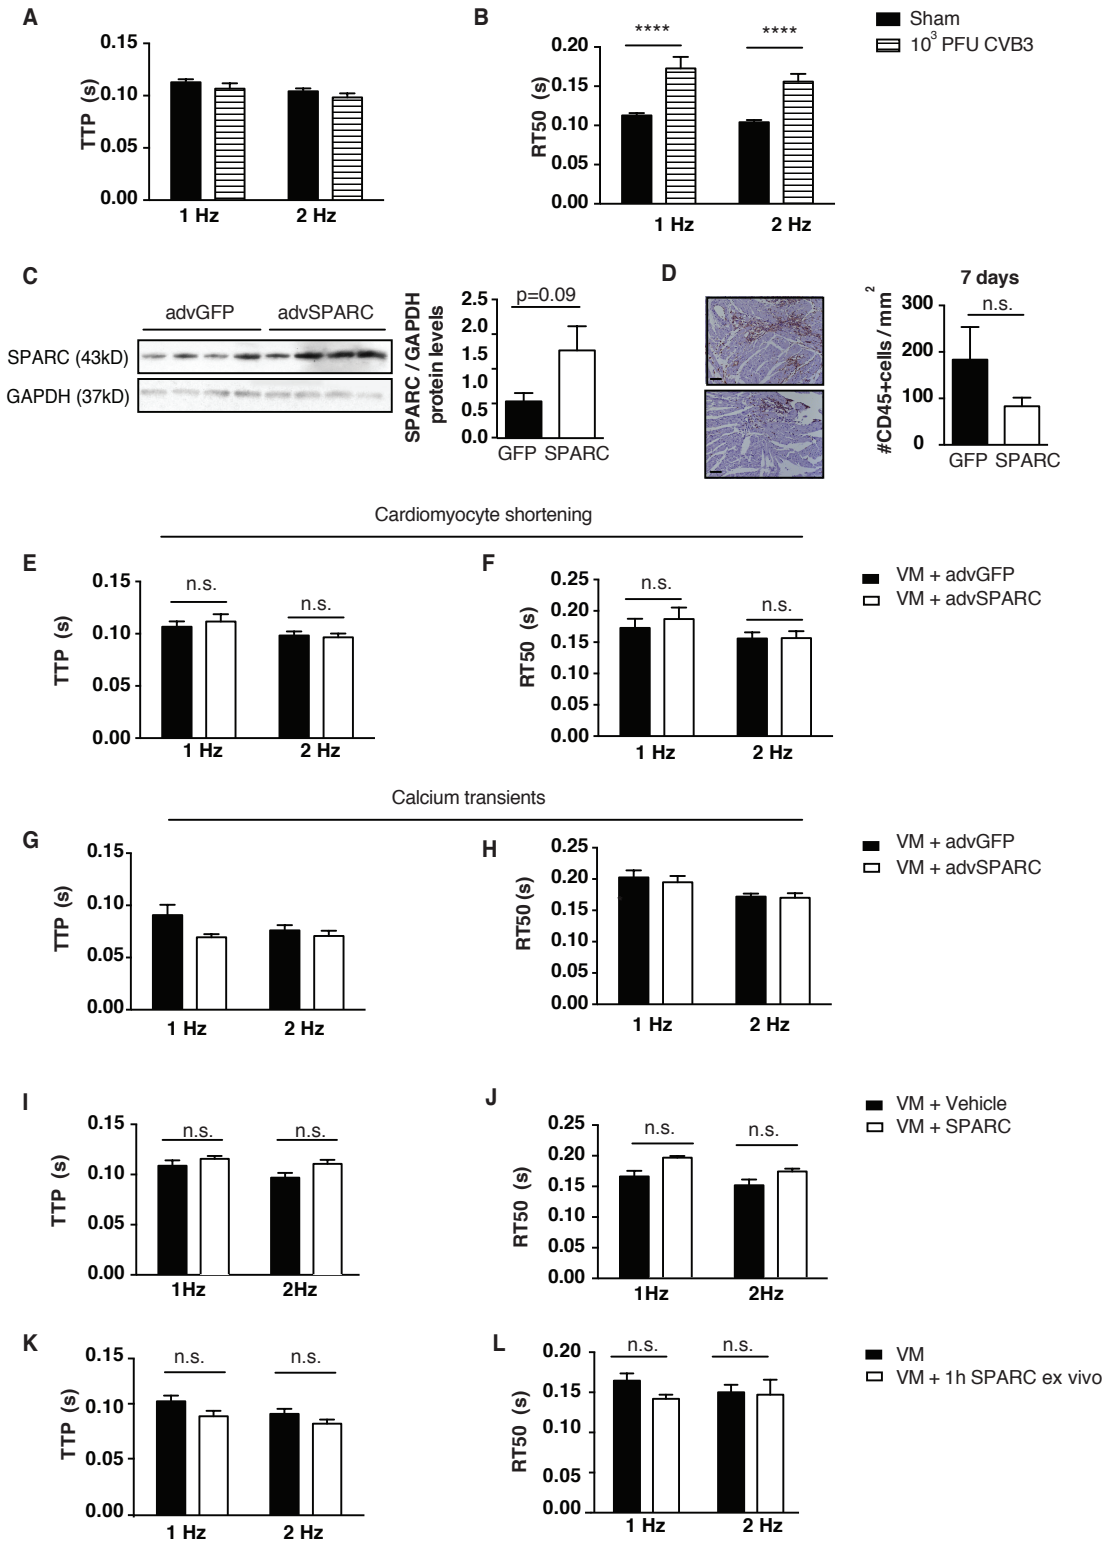 A
TTP (s)
0.15
0.10
0.05
0.00
1 Hz
2 Hz
B
RT50 (s)
0.20
0.15
0.10
0.05
0.00
****
****
1 Hz
2 Hz
Sham
10³ PFU CVB3
C
advGFP
advSPARC
SPARC (43kD)
GAPDH (37kD)
SPARC / GAPDH
protein levels
2.5
2.0
1.5
1.0
0.5
0.0
p=0.09
GFP
SPARC
D
7 days
#CD45+cells / mm²
300
200
100
0
n.s.
GFP
SPARC
Cardiomyocyte shortening
E
TTP (s)
0.15
0.10
0.05
0.00
n.s.
n.s.
1 Hz
2 Hz
F
RT50 (s)
0.25
0.20
0.15
0.10
0.05
0.00
n.s.
n.s.
1 Hz
2 Hz
VM + advGFP
VM + advSPARC
Calcium transients
G
TTP (s)
0.15
0.10
0.05
0.00
1 Hz
2 Hz
H
RT50 (s)
0.25
0.20
0.15
0.10
0.05
0.00
1 Hz
2 Hz
VM + advGFP
VM + advSPARC
I
TTP (s)
0.15
0.10
0.05
0.00
n.s.
n.s.
1Hz
2Hz
J
RT50 (s)
0.25
0.20
0.15
0.10
0.05
0.00
n.s.
n.s.
1Hz
2Hz
VM + Vehicle
VM + SPARC
K
TTP (s)
0.15
0.10
0.05
0.00
n.s.
n.s.
1 Hz
2 Hz
L
RT50 (s)
0.20
0.15
0.10
0.05
0.00
n.s.
n.s.
1 Hz
2 Hz
VM
VM + 1h SPARC ex vivo